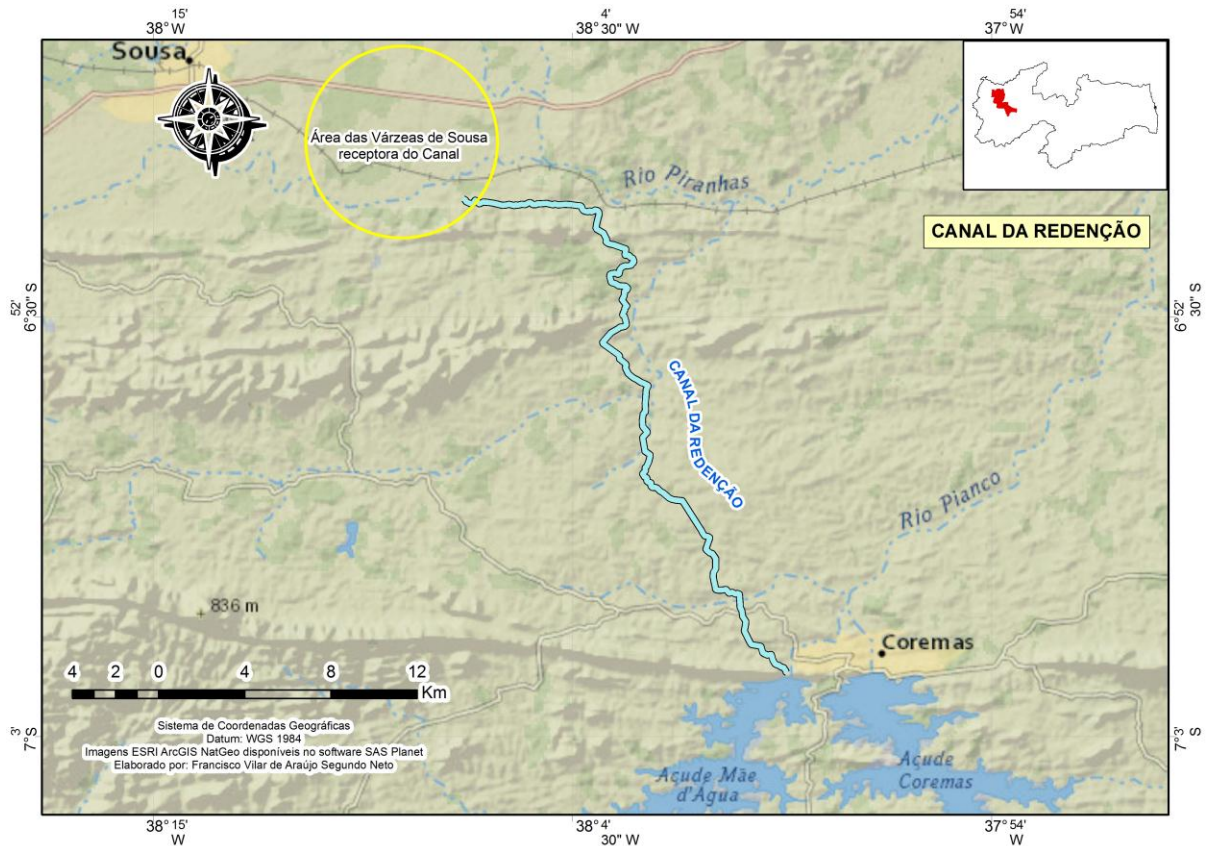 15'
38° W
4'
38° 30" W
54'
37° W
Sousa
Área das Várzeas de Sousa
receptora do Canal
Rio Piranhas
CANAL DA REDENÇÃO
52'
6° 30" S
52'
6° 30" S
CANAL DA REDENÇÃO
Rio Pianco
836 m
Coremas
4 2 0 4 8 12
Km
Sistema de Coordenadas Geográficas
Datum: WGS 1984
Imagens ESRI ArcGIS NatGeo disponíveis no software SAS Planet
Elaborado por: Francisco Vilar de Araújo Segundo Neto
3'
7° S
7°3' S
Açude Mãe
d'Água
Açude
Coremas
38° 15'
W
38° 4'
30" W
37° 54'
W